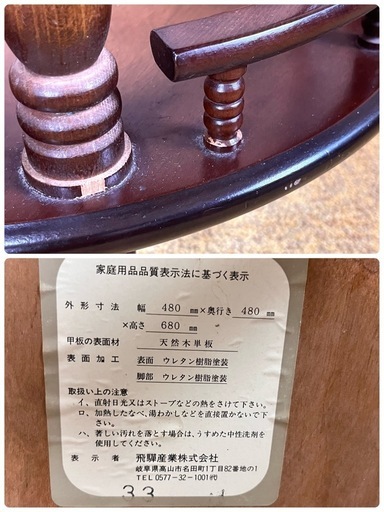 家庭用品品質表示法に基づく表示
外形寸法 幅 480 mm×奥行き 480 mm
×高さ 680 mm
甲板の表面材 天然木単板
表面加工 表面 ウレタン樹脂塗装
脚部 ウレタン樹脂塗装
取扱い上の注意
イ、直射日光又はストーブなどの熱をさけて下さい。
ロ、加熱したなべ、湯わかしなどを直接置かないで下さい。
ハ、著しい汚れを落とす場合は、うすめた中性洗剤を使用してください。
表示者 飛驒産業株式会社
岐阜県高山市名田町1丁目82番地の1
TEL 0577-32-1001㈹
33